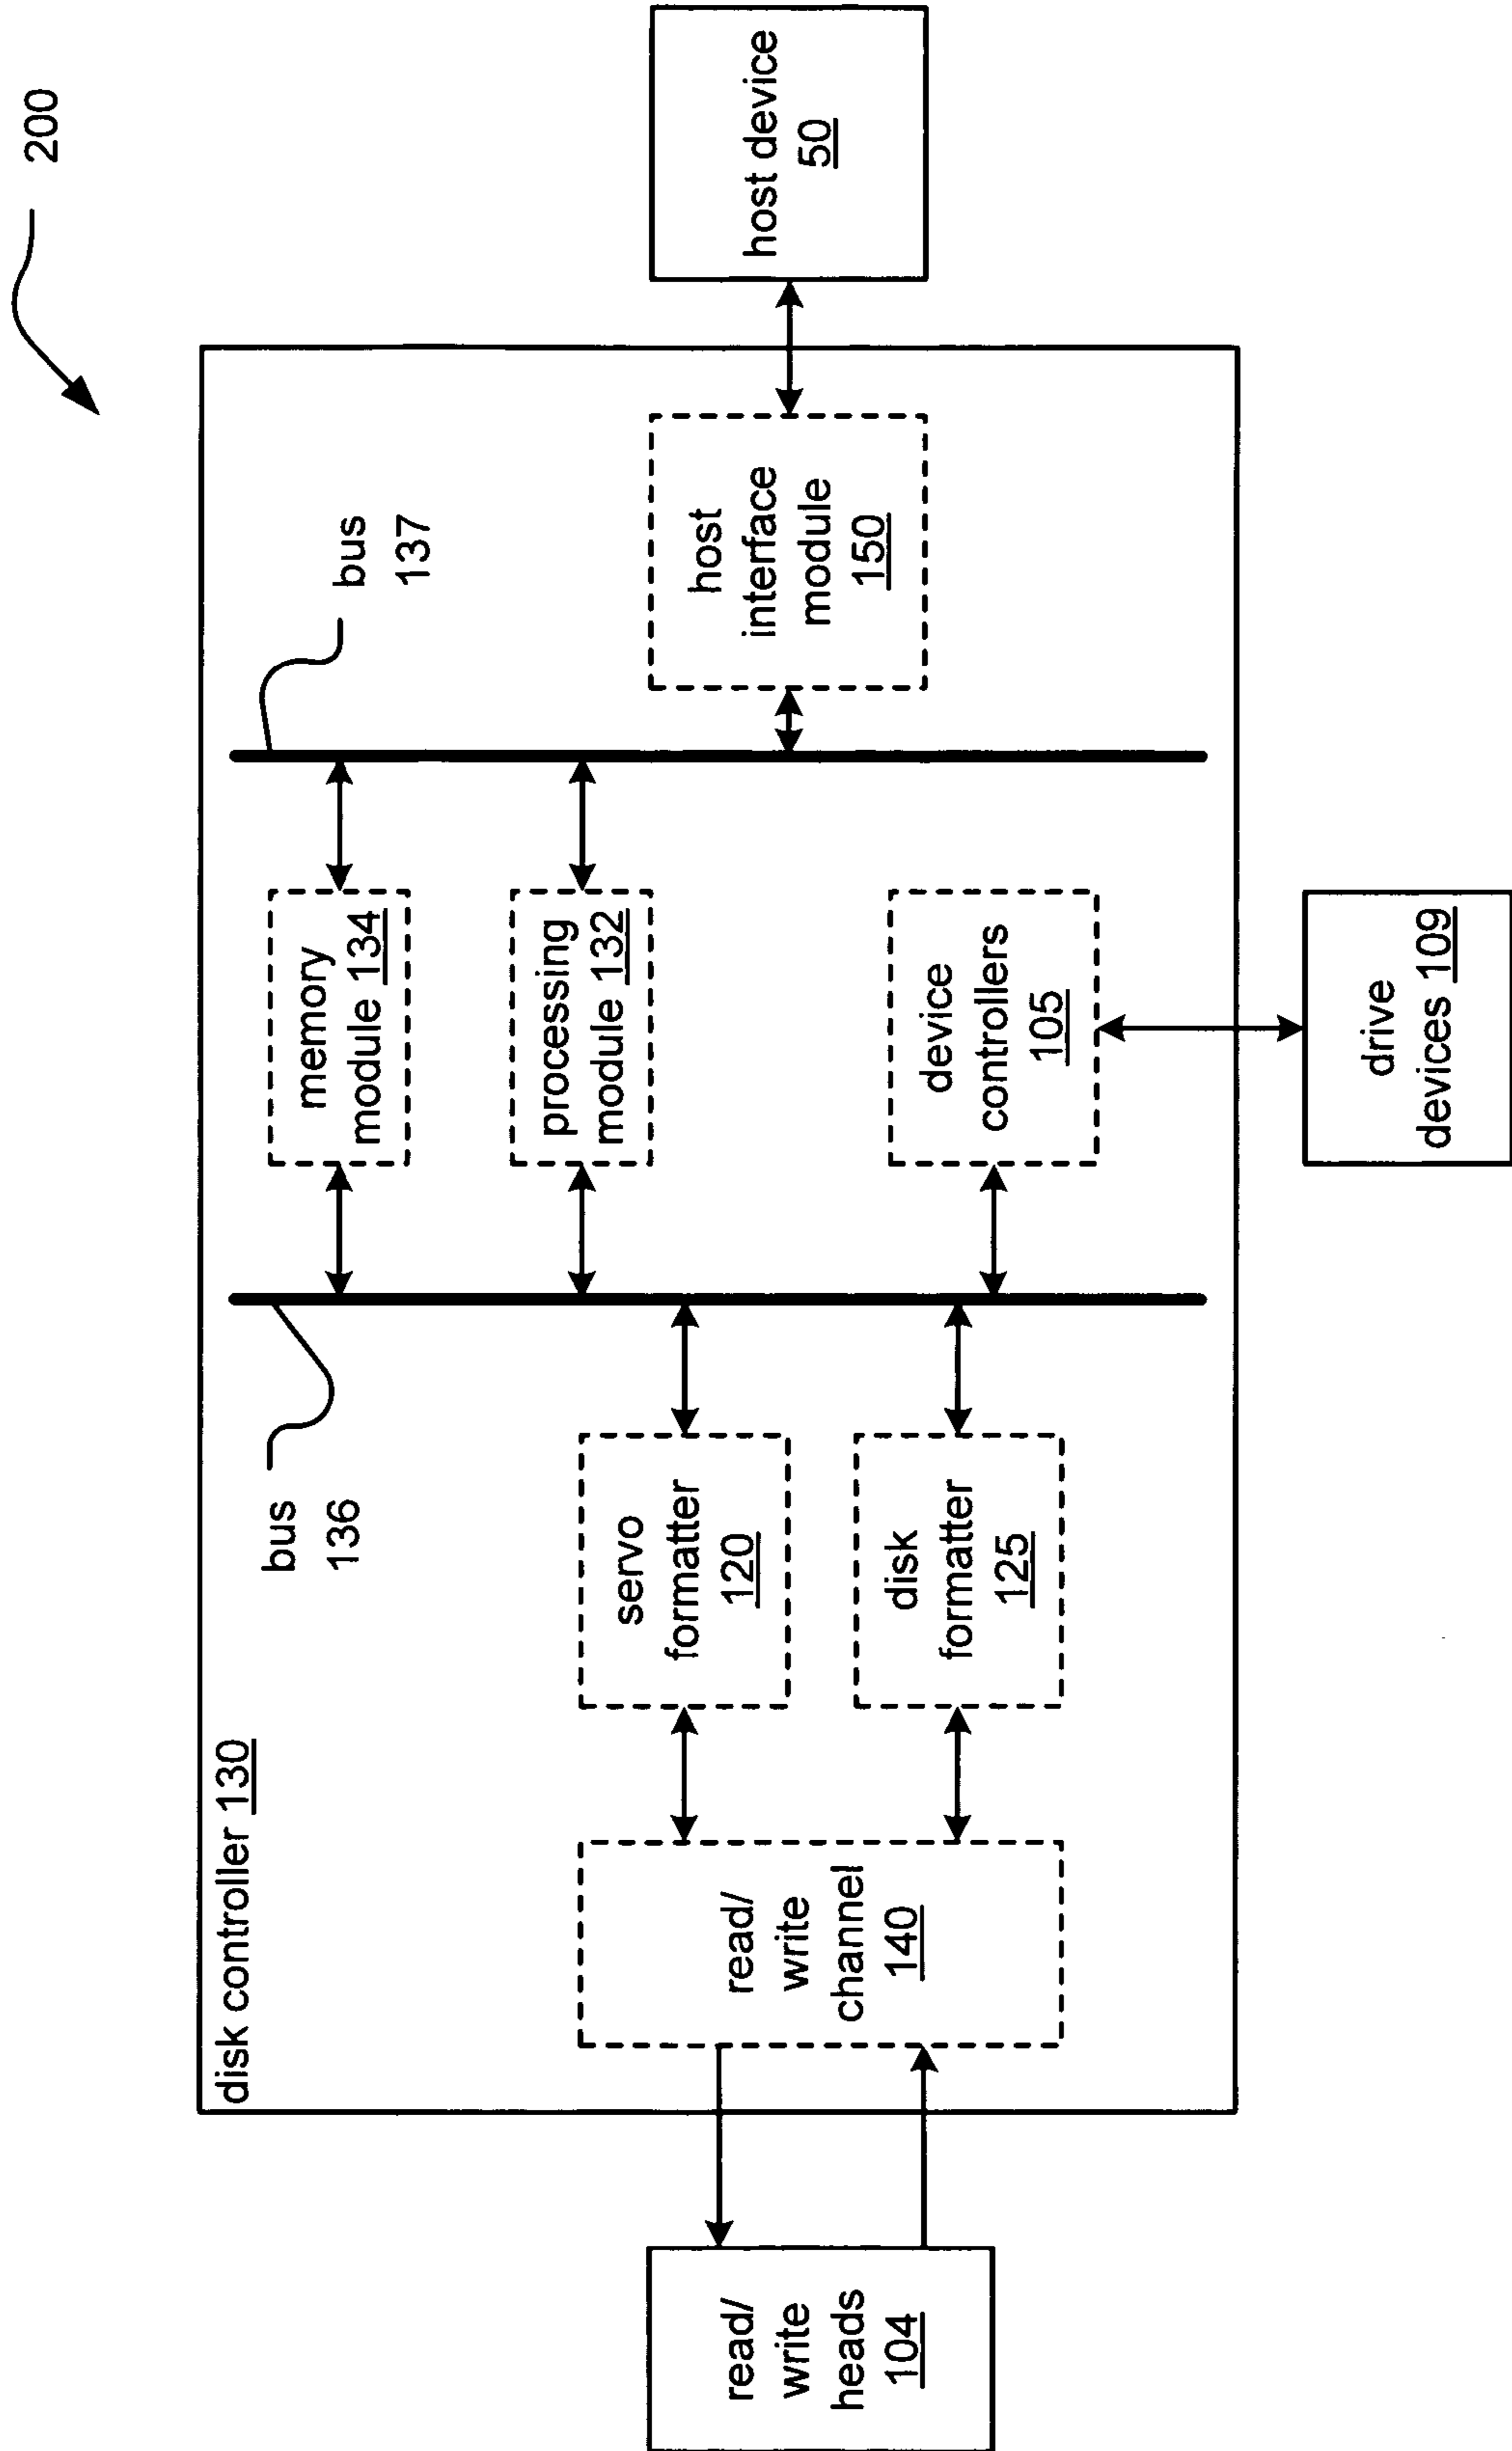 200
disk controller 130
bus
136
bus
137
read/
write
heads
104
read/
write
channel
140
servo
formatter
120
disk
formatter
125
memory
module 134
processing
module 132
device
controllers
105
host
interface
module
150
host device
50
drive
devices 109